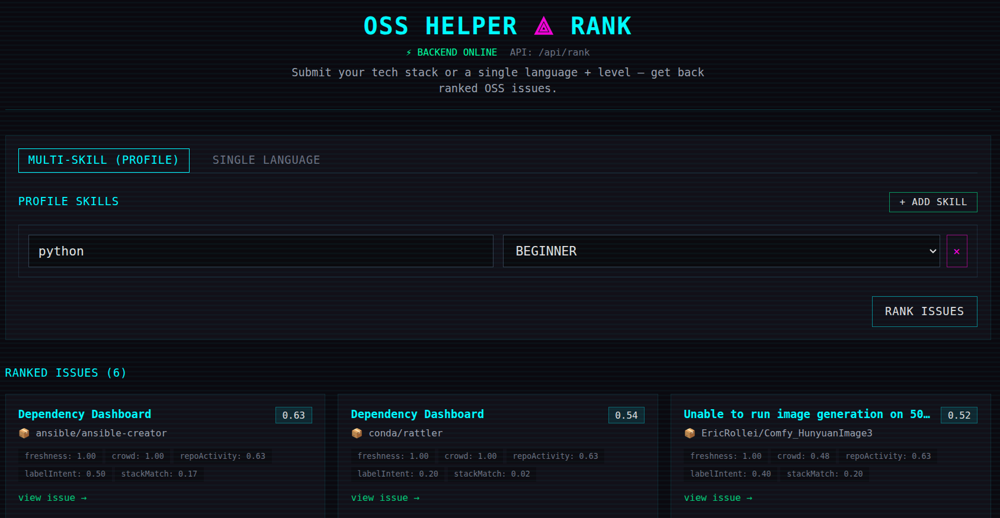 OSS HELPER RANK
⚡ BACKEND ONLINE API: /api/rank
Submit your tech stack or a single language + level — get back
ranked OSS issues.
MULTI-SKILL (PROFILE) SINGLE LANGUAGE
PROFILE SKILLS + ADD SKILL
python BEGINNER ×
RANK ISSUES
RANKED ISSUES (6)
Dependency Dashboard 0.63
📦 ansible/ansible-creator
freshness: 1.00 crowd: 1.00 repoActivity: 0.63
labelIntent: 0.50 stackMatch: 0.17
view issue →
Dependency Dashboard 0.54
📦 conda/rattler
freshness: 1.00 crowd: 1.00 repoActivity: 0.63
labelIntent: 0.20 stackMatch: 0.02
view issue →
Unable to run image generation on 50… 0.52
📦 EricRollei/Comfy_HunyuanImage3
freshness: 1.00 crowd: 0.48 repoActivity: 0.63
labelIntent: 0.40 stackMatch: 0.20
view issue →